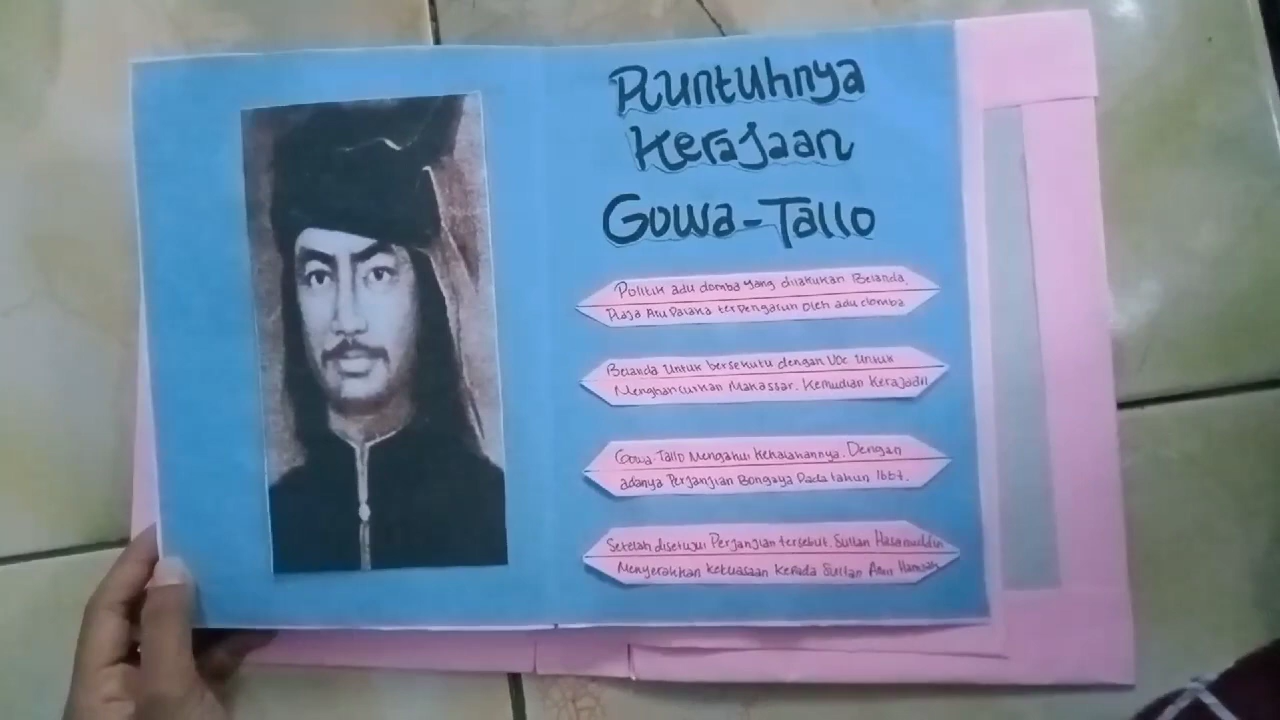 Runtuhnya
Kerajaan
Gowa-Tallo
Politik adu domba yang dilakukan Belanda.
Raja Aru Palaka terpengaruh oleh adu domba
Belanda untuk bersekutu dengan VOC untuk
Menghancurkan Makassar. Kemudian Kerajaan
Gowa-Tallo Mengakui Kekalahannya. Dengan
adanya Perjanjian Bongaya Pada tahun 1667.
Setelah disetujui Perjanjian tersebut. Sultan Hasanuddin
Menyerahkan Kekuasaan Kepada Sultan Amir Hamzah